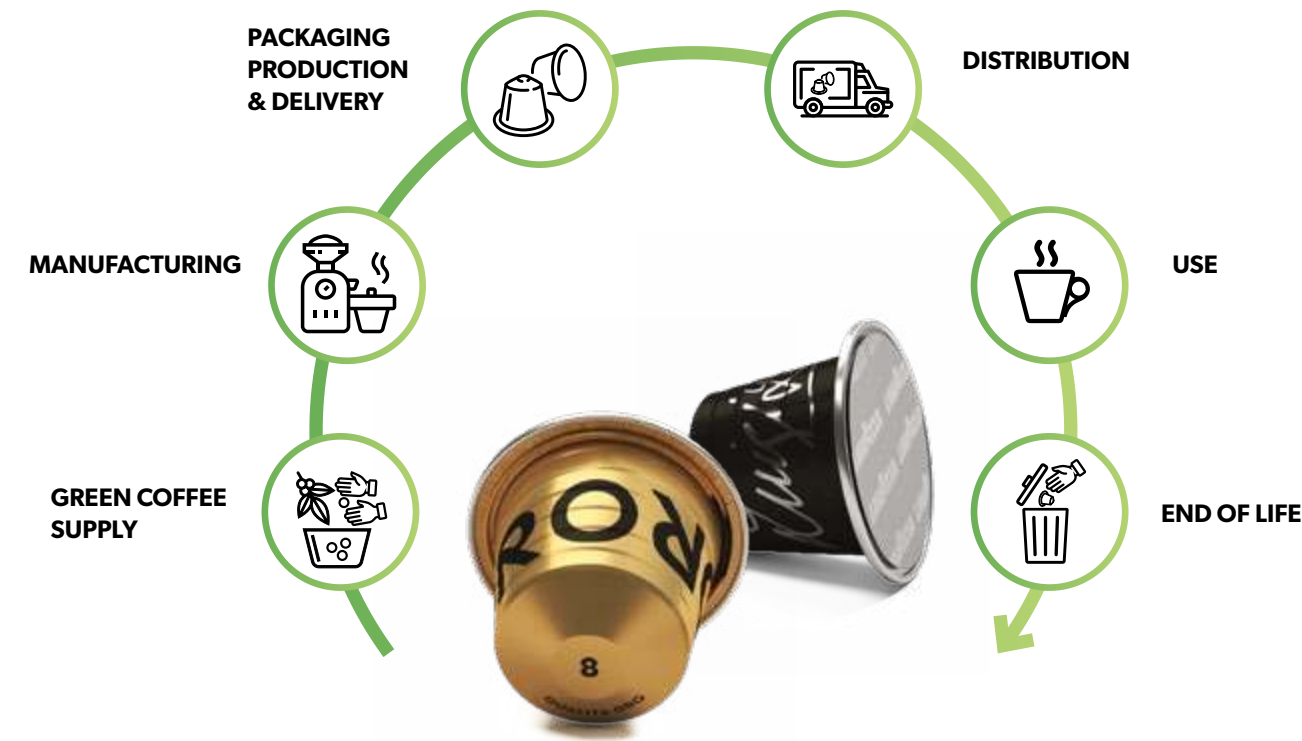 PACKAGING
PRODUCTION
& DELIVERY
DISTRIBUTION
MANUFACTURING
USE
GREEN COFFEE
SUPPLY
END OF LIFE
8